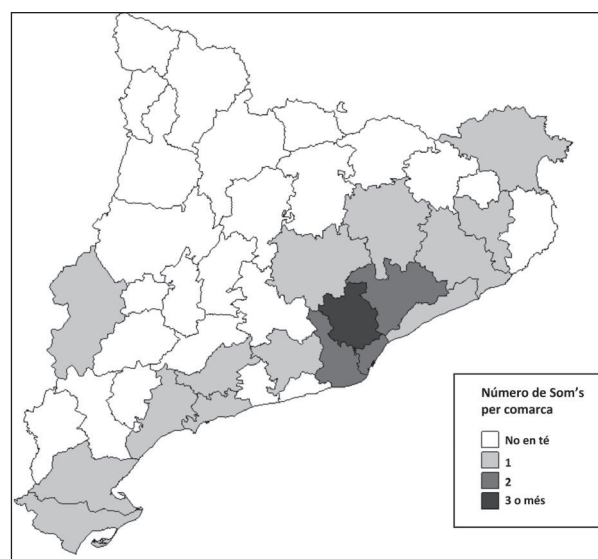 Número de Som's
per comarca
No en té
1
2
3 o més